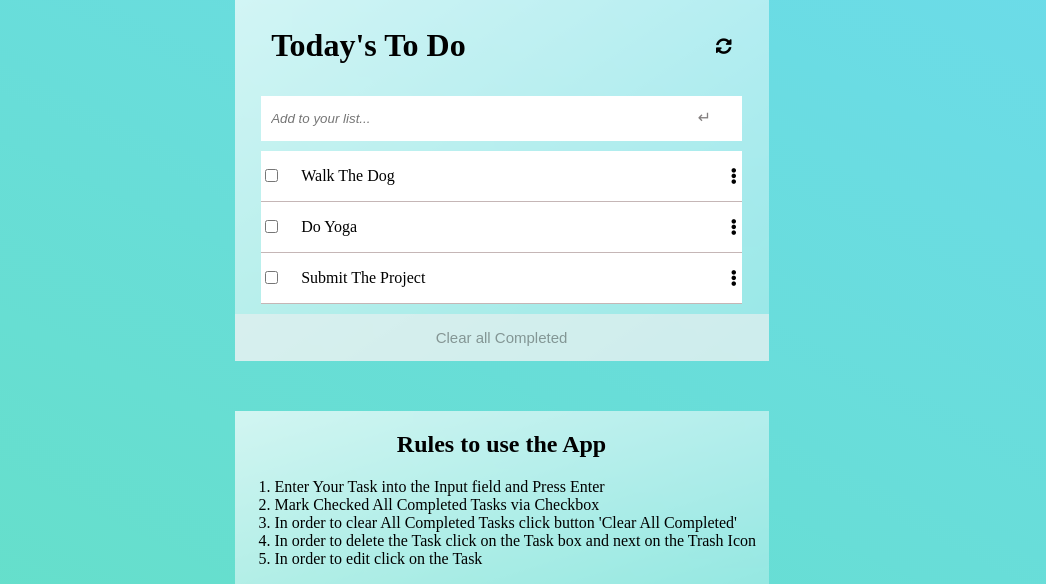 Today's To Do
Add to your list...
Walk The Dog
Do Yoga
Submit The Project
Clear all Completed
Rules to use the App
1. Enter Your Task into the Input field and Press Enter
2. Mark Checked All Completed Tasks via Checkbox
3. In order to clear All Completed Tasks click button 'Clear All Completed'
4. In order to delete the Task click on the Task box and next on the Trash Icon
5. In order to edit click on the Task